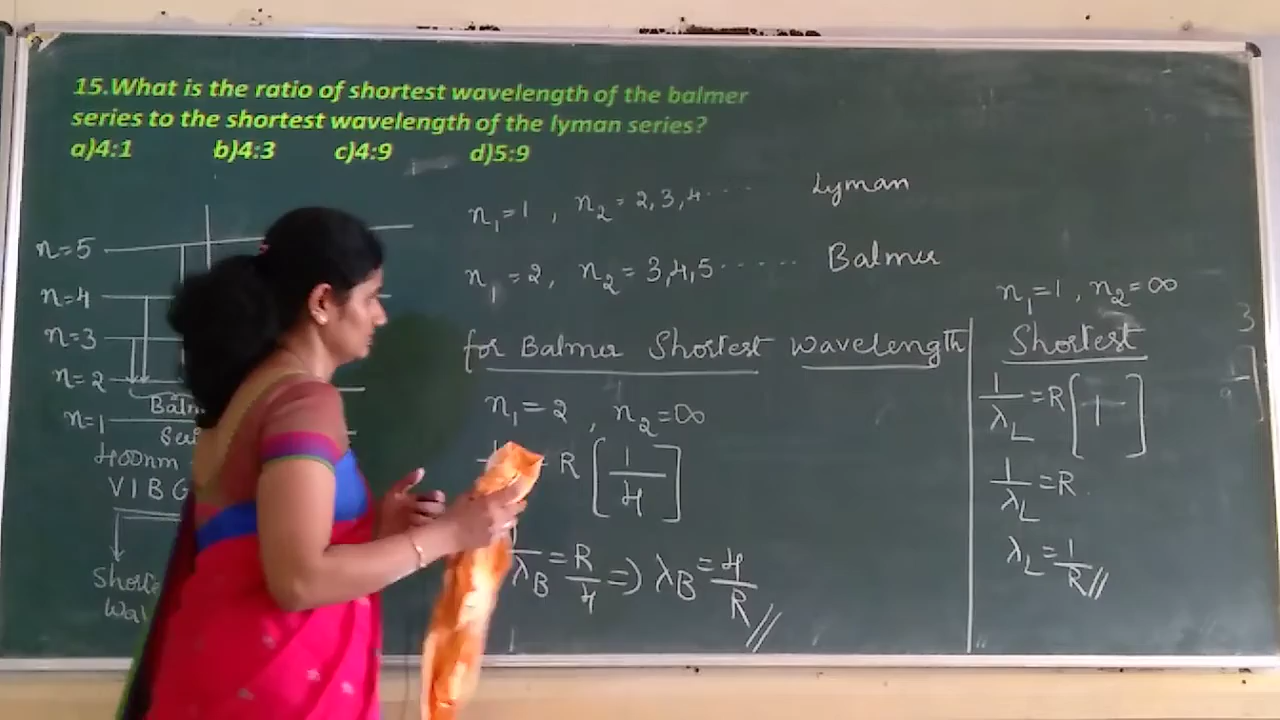 15.What is the ratio of shortest wavelength of the balmer
series to the shortest wavelength of the lyman series?
a)4:1 b)4:3 c)4:9 d)5:9
n₁=1 , n₂=2,3,4.... Lyman
n₁=2, n₂=3,4,5...... Balmer
n=5
n=4
n=3
n=2
n=1
400nm
VIBG
for Balmer Shortest wavelength
n₁=2 , n₂=∞
= R [1/4]
1/λB = R/4 => λB = 4/R //
n₁=1 , n₂=∞
Shortest
1/λL = R [1]
1/λL = R
λL = 1/R //
3